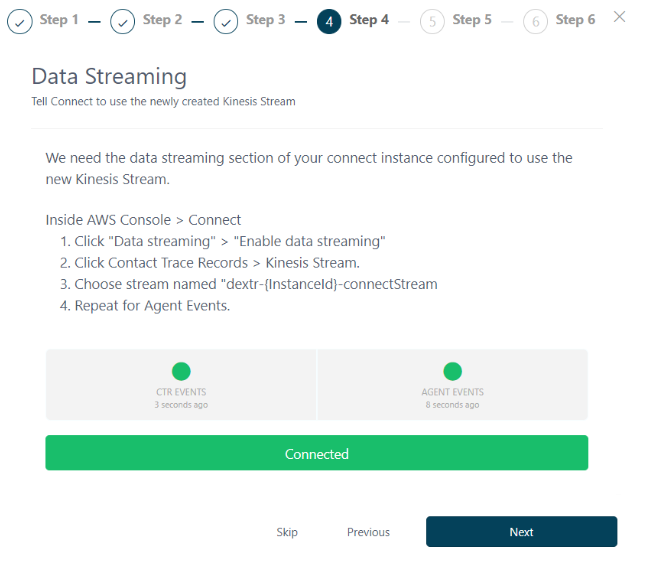 Step 1 Step 2 Step 3 4 Step 4 5 Step 5 6 Step 6
Data Streaming
Tell Connect to use the newly created Kinesis Stream
We need the data streaming section of your connect instance configured to use the
new Kinesis Stream.
Inside AWS Console > Connect
1. Click "Data streaming" > "Enable data streaming"
2. Click Contact Trace Records > Kinesis Stream.
3. Choose stream named "dextr-{InstanceId}-connectStream
4. Repeat for Agent Events.
CTR EVENTS
3 seconds ago
AGENT EVENTS
8 seconds ago
Connected
Skip Previous Next